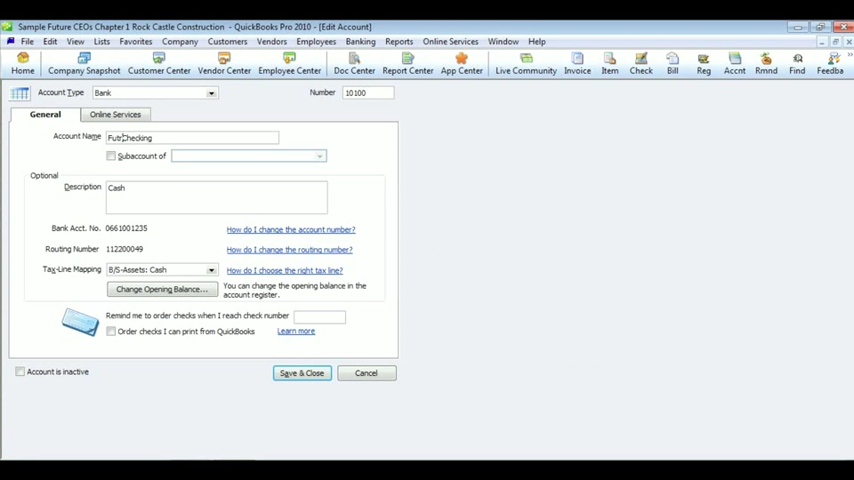 Sample Future CEOs Chapter 1 Rock Castle Construction - QuickBooks Pro 2010 - [Edit Account]
File Edit View Lists Favorites Company Customers Vendors Employees Banking Reports Online Services Window Help
Home Company Snapshot Customer Center Vendor Center Employee Center Doc Center Report Center App Center Live Community Invoice Item Check Bill Reg Accnt Rmnd Find Feedba
Account Type Bank Number 10100
General Online Services
Account Name FutrChecking
Subaccount of
Optional
Description Cash
Bank Acct. No. 0661001235 How do I change the account number?
Routing Number 112200049 How do I change the routing number?
Tax-Line Mapping B/S-Assets: Cash How do I choose the right tax line?
Change Opening Balance... You can change the opening balance in the
account register.
Remind me to order checks when I reach check number
Order checks I can print from QuickBooks Learn more
Account is inactive Save & Close Cancel